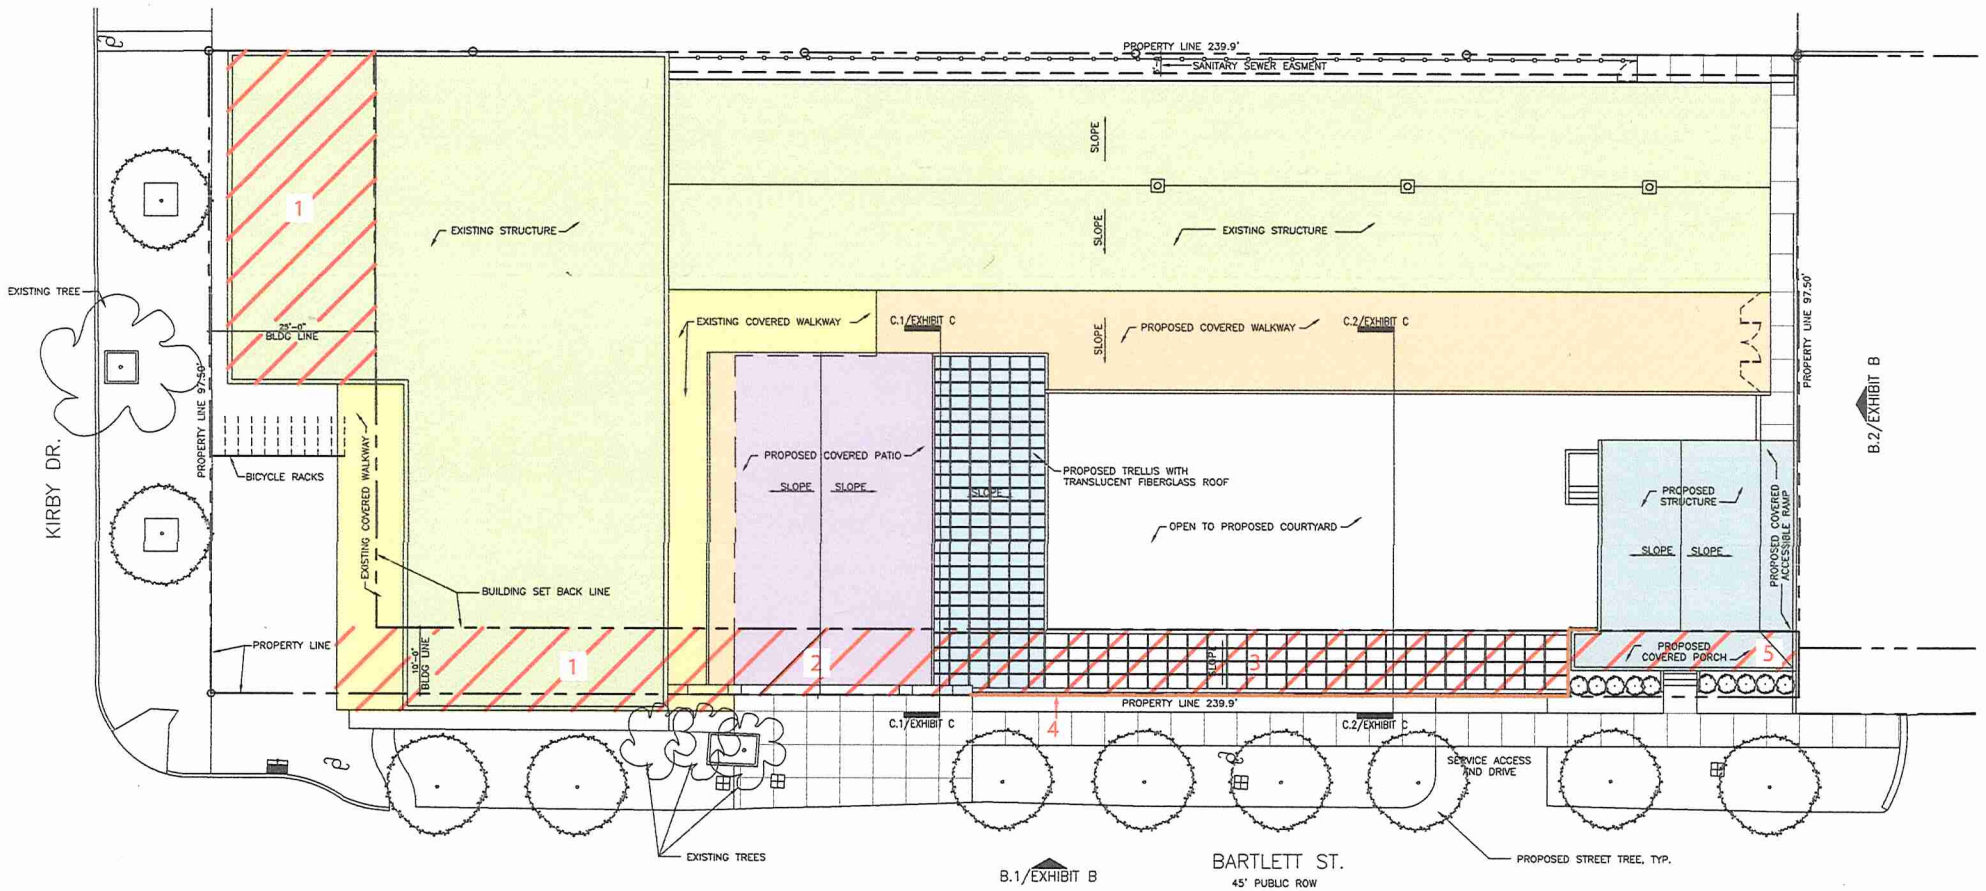 PROPERTY LINE 239.9'
SANITARY SEWER EASMENT
SLOPE
1
EXISTING STRUCTURE
SLOPE
EXISTING STRUCTURE
EXISTING TREE
25'-0"
BLDG LINE
EXISTING COVERED WALKWAY
C.1/EXHIBIT C
SLOPE
PROPOSED COVERED WALKWAY
C.2/EXHIBIT C
PROPERTY LINE 97.50'
PROPERTY LINE 97.50'
B.2/EXHIBIT B
KIRBY DR.
BICYCLE RACKS
EXISTING COVERED WALKWAY
PROPOSED COVERED PATIO
SLOPE
SLOPE
SLOPE
PROPOSED TRELLIS WITH
TRANSLUCENT FIBERGLASS ROOF
OPEN TO PROPOSED COURTYARD
PROPOSED
STRUCTURE
SLOPE
SLOPE
PROPOSED COVERED
ACCESSIBLE RAMP
BUILDING SET BACK LINE
PROPERTY LINE
10'-0"
BLDG LINE
1
2
SLOPE
3
PROPOSED
COVERED PORCH
5
PROPERTY LINE 239.9'
C.1/EXHIBIT C
4
C.2/EXHIBIT C
SERVICE ACCESS
AND DRIVE
EXISTING TREES
B.1/EXHIBIT B
BARTLETT ST.
45' PUBLIC ROW
PROPOSED STREET TREE, TYP.